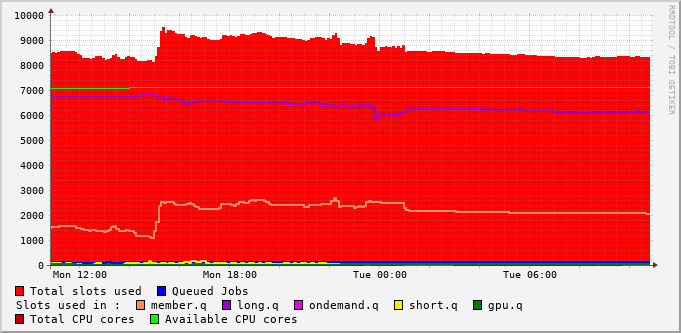 10000
9000
8000
7000
6000
5000
4000
3000
2000
1000
0
Mon 12:00 Mon 18:00 Tue 00:00 Tue 06:00
Total slots used Queued Jobs
Slots used in : member.q long.q ondemand.q short.q gpu.q
Total CPU cores Available CPU cores
RRDTOOL / TOBI OETIKER